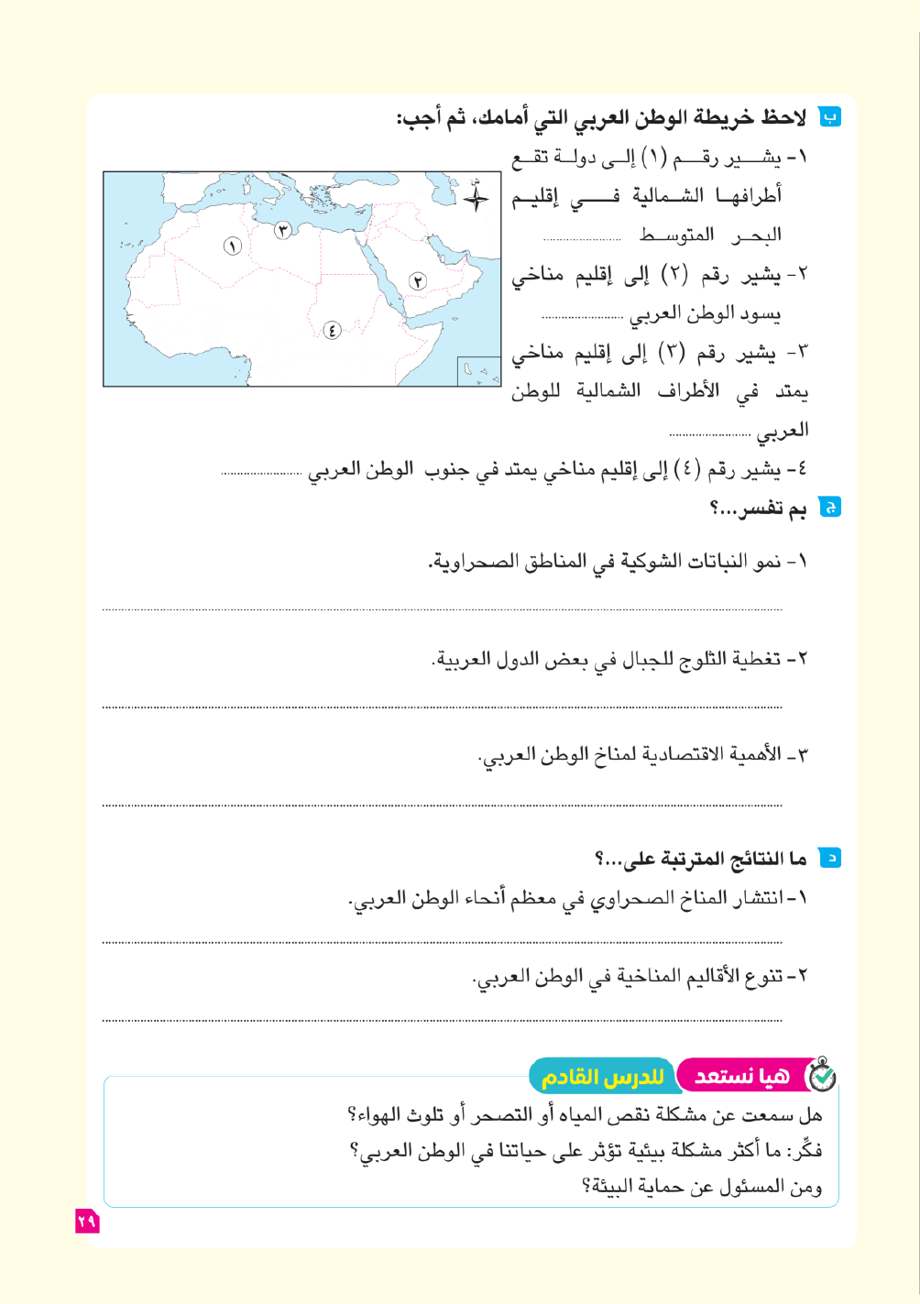 ب لاحظ خريطة الوطن العربي التي أمامك، ثم أجب:
١- يشير رقم (١) إلى دولة تقع
أطرافها الشمالية في إقليم
البحر المتوسط ........................
٢- يشير رقم (٢) إلى إقليم مناخي
يسود الوطن العربي ........................
٣- يشير رقم (٣) إلى إقليم مناخي
يمتد في الأطراف الشمالية للوطن
العربي ........................
ش
١
٣
٢
٤
٤- يشير رقم (٤) إلى إقليم مناخي يمتد في جنوب الوطن العربي ........................
ج بم تفسر...؟
١- نمو النباتات الشوكية في المناطق الصحراوية.
٢- تغطية الثلوج للجبال في بعض الدول العربية.
٣- الأهمية الاقتصادية لمناخ الوطن العربي.
د ما النتائج المترتبة على...؟
١- انتشار المناخ الصحراوي في معظم أنحاء الوطن العربي.
٢- تنوع الأقاليم المناخية في الوطن العربي.
هيا نستعد للدرس القادم
هل سمعت عن مشكلة نقص المياه أو التصحر أو تلوث الهواء؟
فكِّر: ما أكثر مشكلة بيئية تؤثر على حياتنا في الوطن العربي؟
ومن المسئول عن حماية البيئة؟
٢٩